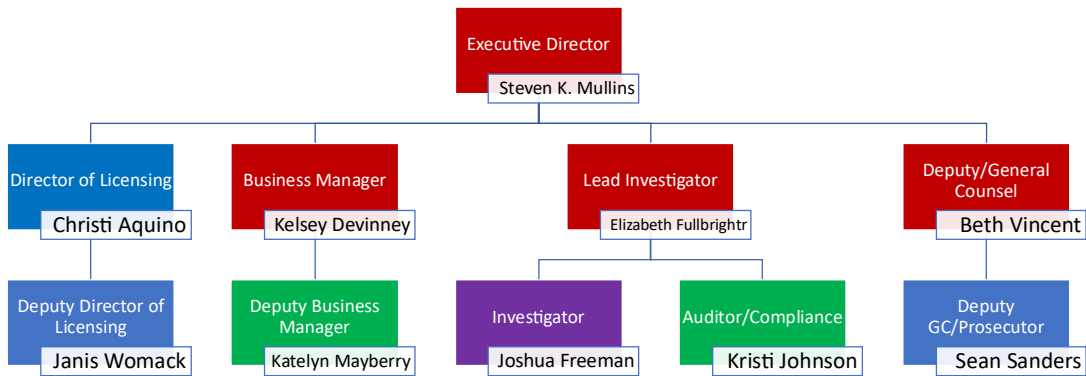 Executive Director
Steven K. Mullins
Director of Licensing
Christi Aquino
Business Manager
Kelsey Devinney
Lead Investigator
Elizabeth Fullbrightr
Deputy/General
Counsel
Beth Vincent
Deputy Director of
Licensing
Janis Womack
Deputy Business
Manager
Katelyn Mayberry
Investigator
Joshua Freeman
Auditor/Compliance
Kristi Johnson
Deputy
GC/Prosecutor
Sean Sanders